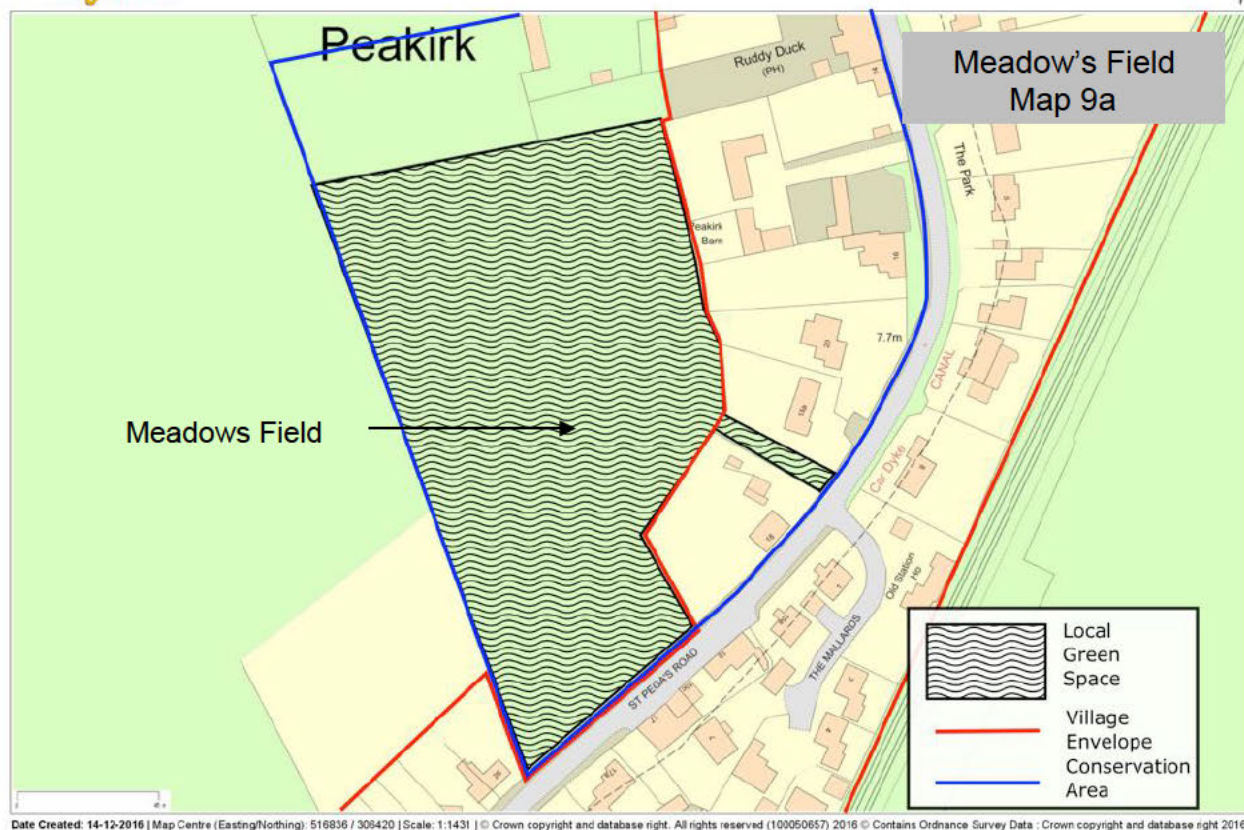 Peakirk
Ruddy Duck
(PH)
Meadow's Field
Map 9a
The Park
Peakirk
Barn
16
7.7m
CANAL
Car Dyke
Meadows Field
18
Old Station
Ho
THE MALLARDS
ST PEGA'S ROAD
Local
Green
Space
Village
Envelope
Conservation
Area
Date Created: 14-12-2016 | Map Centre (Easting/Northing): 516836 / 306420 | Scale: 1:1431 | © Crown copyright and database right. All rights reserved (100050657) 2016 © Contains Ordnance Survey Data : Crown copyright and database right 2016